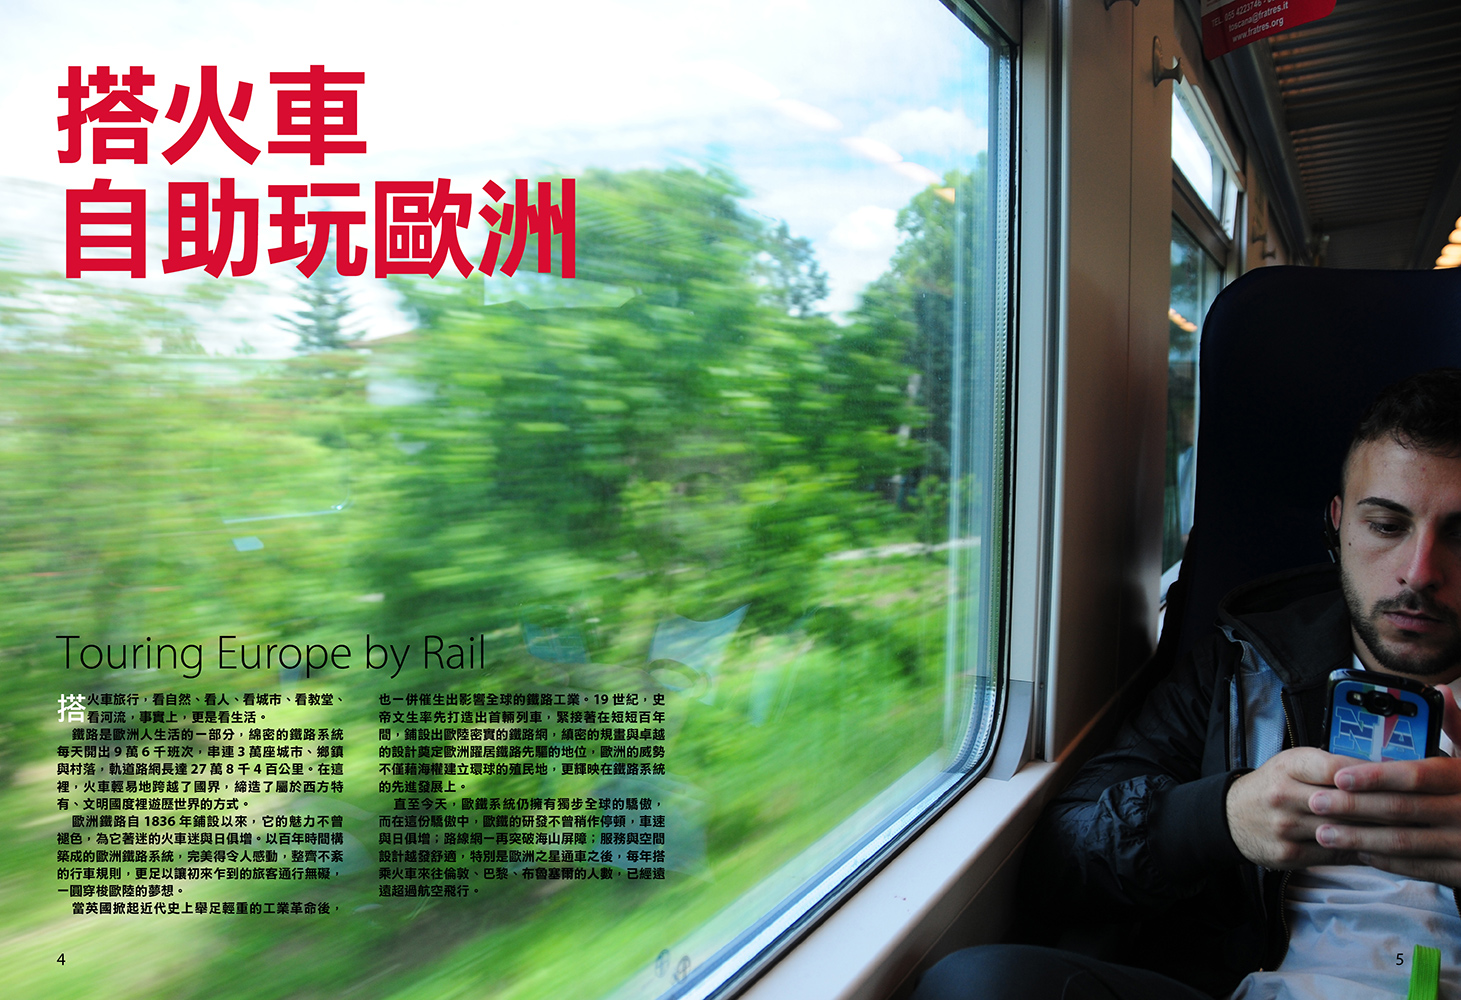 搭火車
自助玩歐洲
Touring Europe by Rail
搭火車旅行，看自然、看人、看城市、看教堂、
看河流，事實上，更是看生活。
鐵路是歐洲人生活的一部分，綿密的鐵路系統
每天開出 9 萬 6 千班次，串連 3 萬座城市、鄉鎮
與村落，軌道路網長達 27 萬 8 千 4 百公里。在這
裡，火車輕易地跨越了國界，締造了屬於西方特
有、文明國度裡遊歷世界的方式。
歐洲鐵路自 1836 年鋪設以來，它的魅力不曾
褪色，為它著迷的火車迷與日俱增。以百年時間構
築成的歐洲鐵路系統，完美得令人感動，整齊不紊
的行車規則，更足以讓初來乍到的旅客通行無礙，
一圓穿梭歐陸的夢想。
當英國掀起近代史上舉足輕重的工業革命後，
也一併催生出影響全球的鐵路工業。19 世紀，史
帝文生率先打造出首輛列車，緊接著在短短百年
間，鋪設出歐陸密實的鐵路網，縝密的規畫與卓越
的設計奠定歐洲躍居鐵路先驅的地位，歐洲的威勢
不僅藉海權建立環球的殖民地，更輝映在鐵路系統
的先進發展上。
直至今天，歐鐵系統仍擁有獨步全球的驕傲，
而在這份驕傲中，歐鐵的研發不曾稍作停頓，車速
與日俱增；路線網一再突破海山屏障；服務與空間
設計越發舒適，特別是歐洲之星通車之後，每年搭
乘火車來往倫敦、巴黎、布魯塞爾的人數，已經遠
遠超過航空飛行。
4
5
TEL. 055 4223746
toscana@fratres.it
www.fratres.org